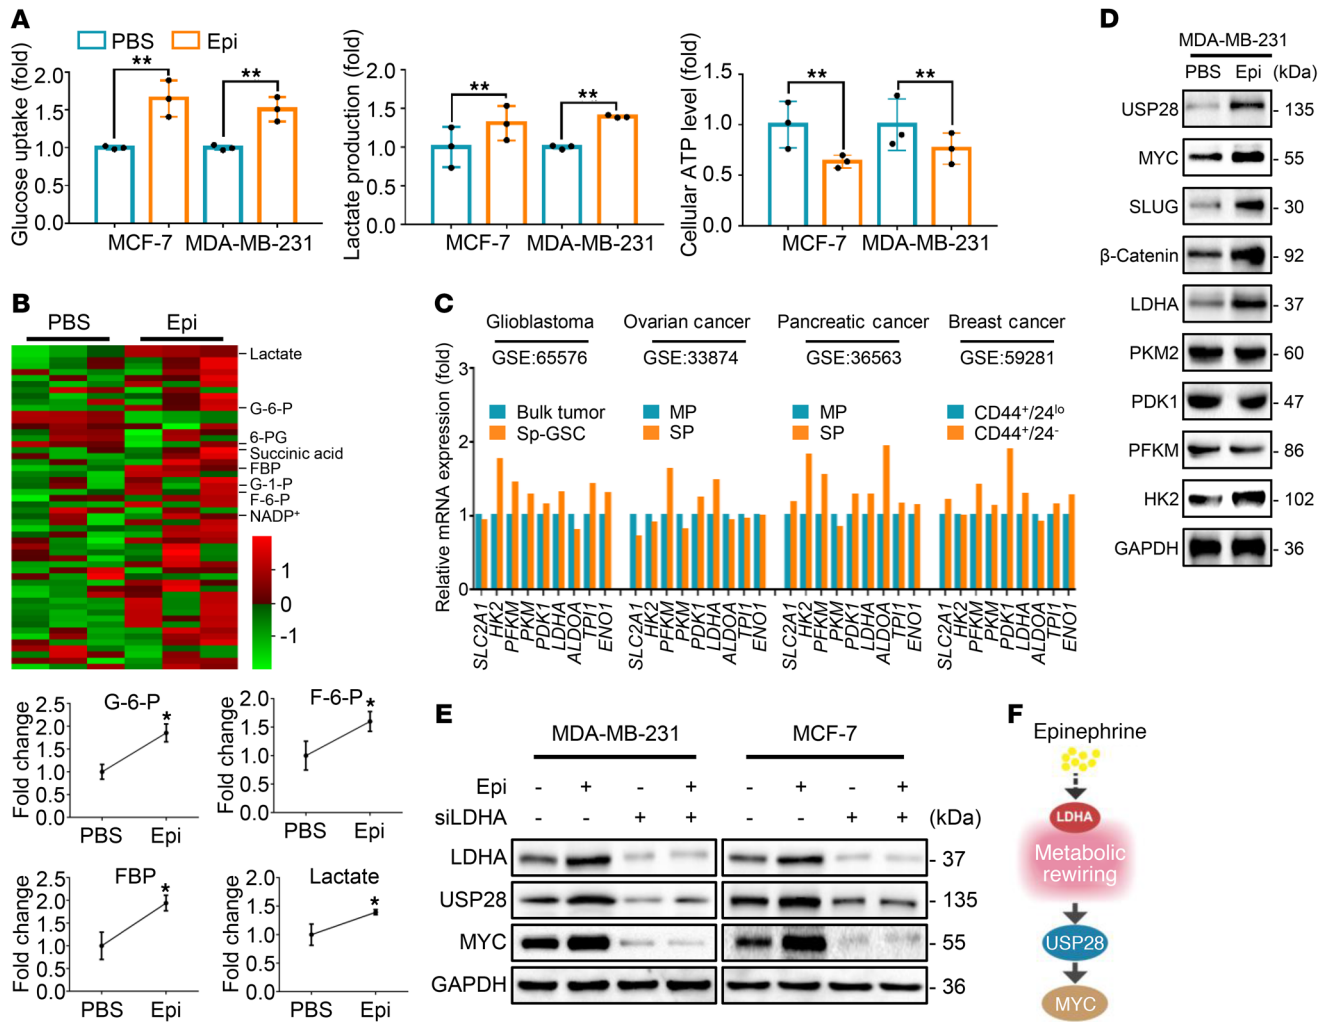 A
PBS
Epi
Glucose uptake (fold)
2.0
1.5
1.0
0.5
0.0
**
**
MCF-7 MDA-MB-231
Lactate production (fold)
2.0
1.5
1.0
0.5
0.0
**
**
MCF-7 MDA-MB-231
Cellular ATP level (fold)
1.5
1.0
0.5
0.0
**
**
MCF-7 MDA-MB-231
B
PBS Epi
Lactate
G-6-P
6-PG
Succinic acid
FBP
G-1-P
F-6-P
NADP+
1
0
-1
G-6-P
Fold change
2.5
2.0
1.5
1.0
0.5
0.0
*
PBS Epi
F-6-P
Fold change
2.0
1.5
1.0
0.5
0.0
*
PBS Epi
FBP
Fold change
2.5
2.0
1.5
1.0
0.5
0.0
*
PBS Epi
Lactate
Fold change
2.0
1.5
1.0
0.5
0.0
*
PBS Epi
C
Glioblastoma Ovarian cancer Pancreatic cancer Breast cancer
GSE:65576 GSE:33874 GSE:36563 GSE:59281
Relative mRNA expression (fold)
3
2
1
0
Bulk tumor MP MP CD44+/24lo
Sp-GSC SP SP CD44+/24-
SLC2A1 HK2 PFKM PKM PDK1 LDHA ALDOA TPI1 ENO1
SLC2A1 HK2 PFKM PKM PDK1 LDHA ALDOA TPI1 ENO1
SLC2A1 HK2 PFKM PKM PDK1 LDHA ALDOA TPI1 ENO1
SLC2A1 HK2 PFKM PKM PDK1 LDHA ALDOA TPI1 ENO1
D
MDA-MB-231
PBS Epi (kDa)
USP28 - 135
MYC - 55
SLUG - 30
β-Catenin - 92
LDHA - 37
PKM2 - 60
PDK1 - 47
PFKM - 86
HK2 - 102
GAPDH - 36
E
MDA-MB-231 MCF-7
Epi - + - + - + - +
siLDHA - - + + - - + + (kDa)
LDHA - 37
USP28 - 135
MYC - 55
GAPDH - 36
F
Epinephrine
LDHA
Metabolic
rewiring
USP28
MYC